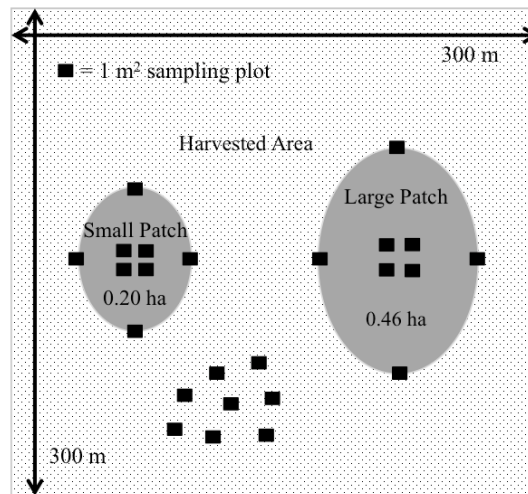 300 m
= 1 m² sampling plot
Harvested Area
Large Patch
Small Patch
0.20 ha
0.46 ha
300 m